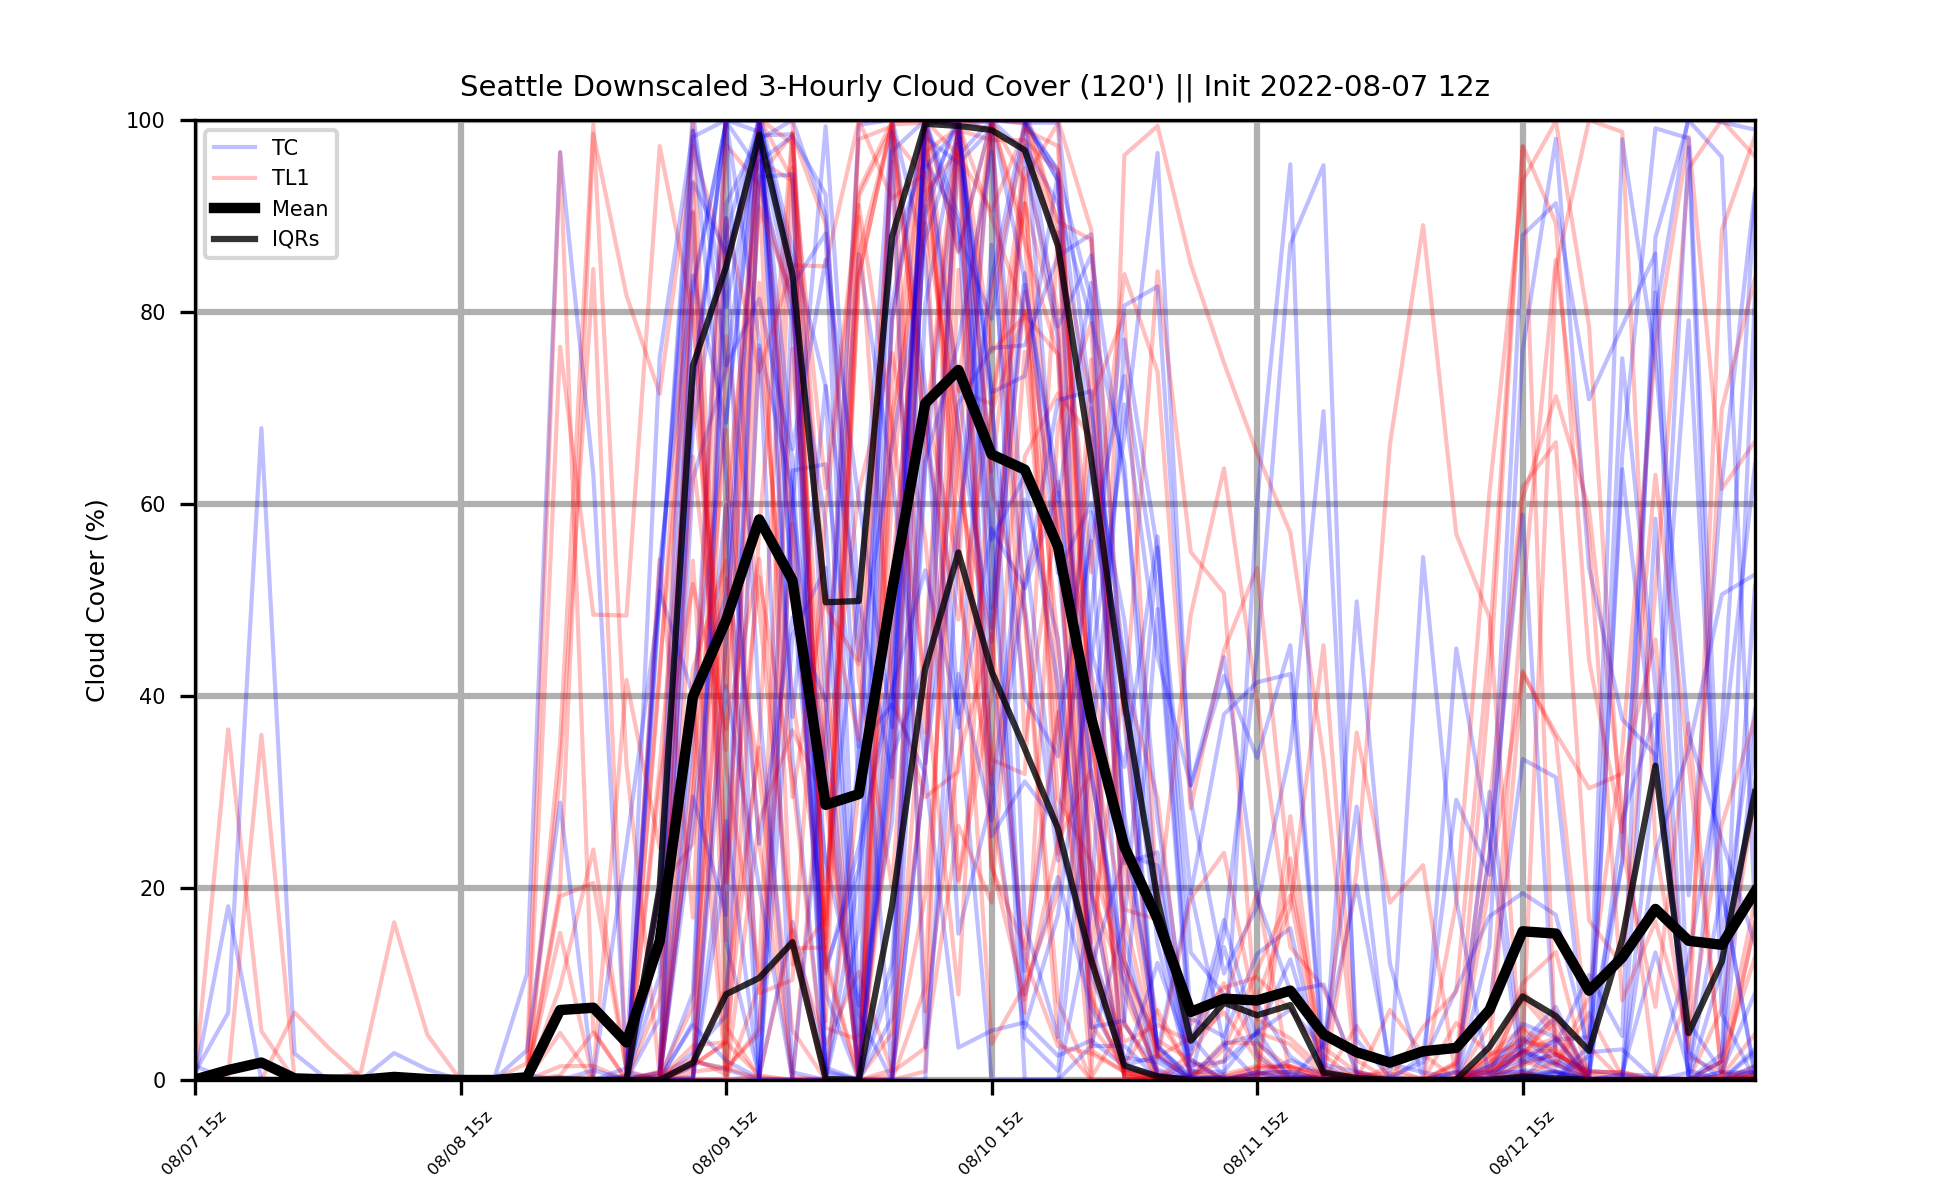 Seattle Downscaled 3-Hourly Cloud Cover (120') || Init 2022-08-07 12z
100
80
60
40
20
0
Cloud Cover (%)
TC
TL1
Mean
IQRs
08/07 15z
08/08 15z
08/09 15z
08/10 15z
08/11 15z
08/12 15z